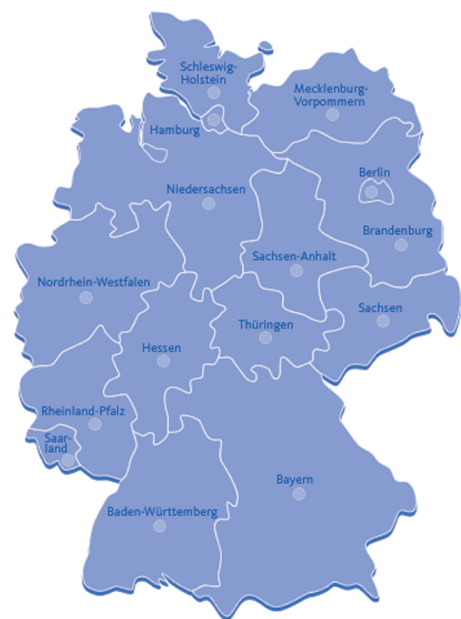 Schleswig-
Holstein
Mecklenburg-
Vorpommern
Hamburg
Berlin
Niedersachsen
Brandenburg
Sachsen-Anhalt
Nordrhein-Westfalen
Sachsen
Thüringen
Hessen
Rheinland-Pfalz
Saar-
land
Bayern
Baden-Württemberg